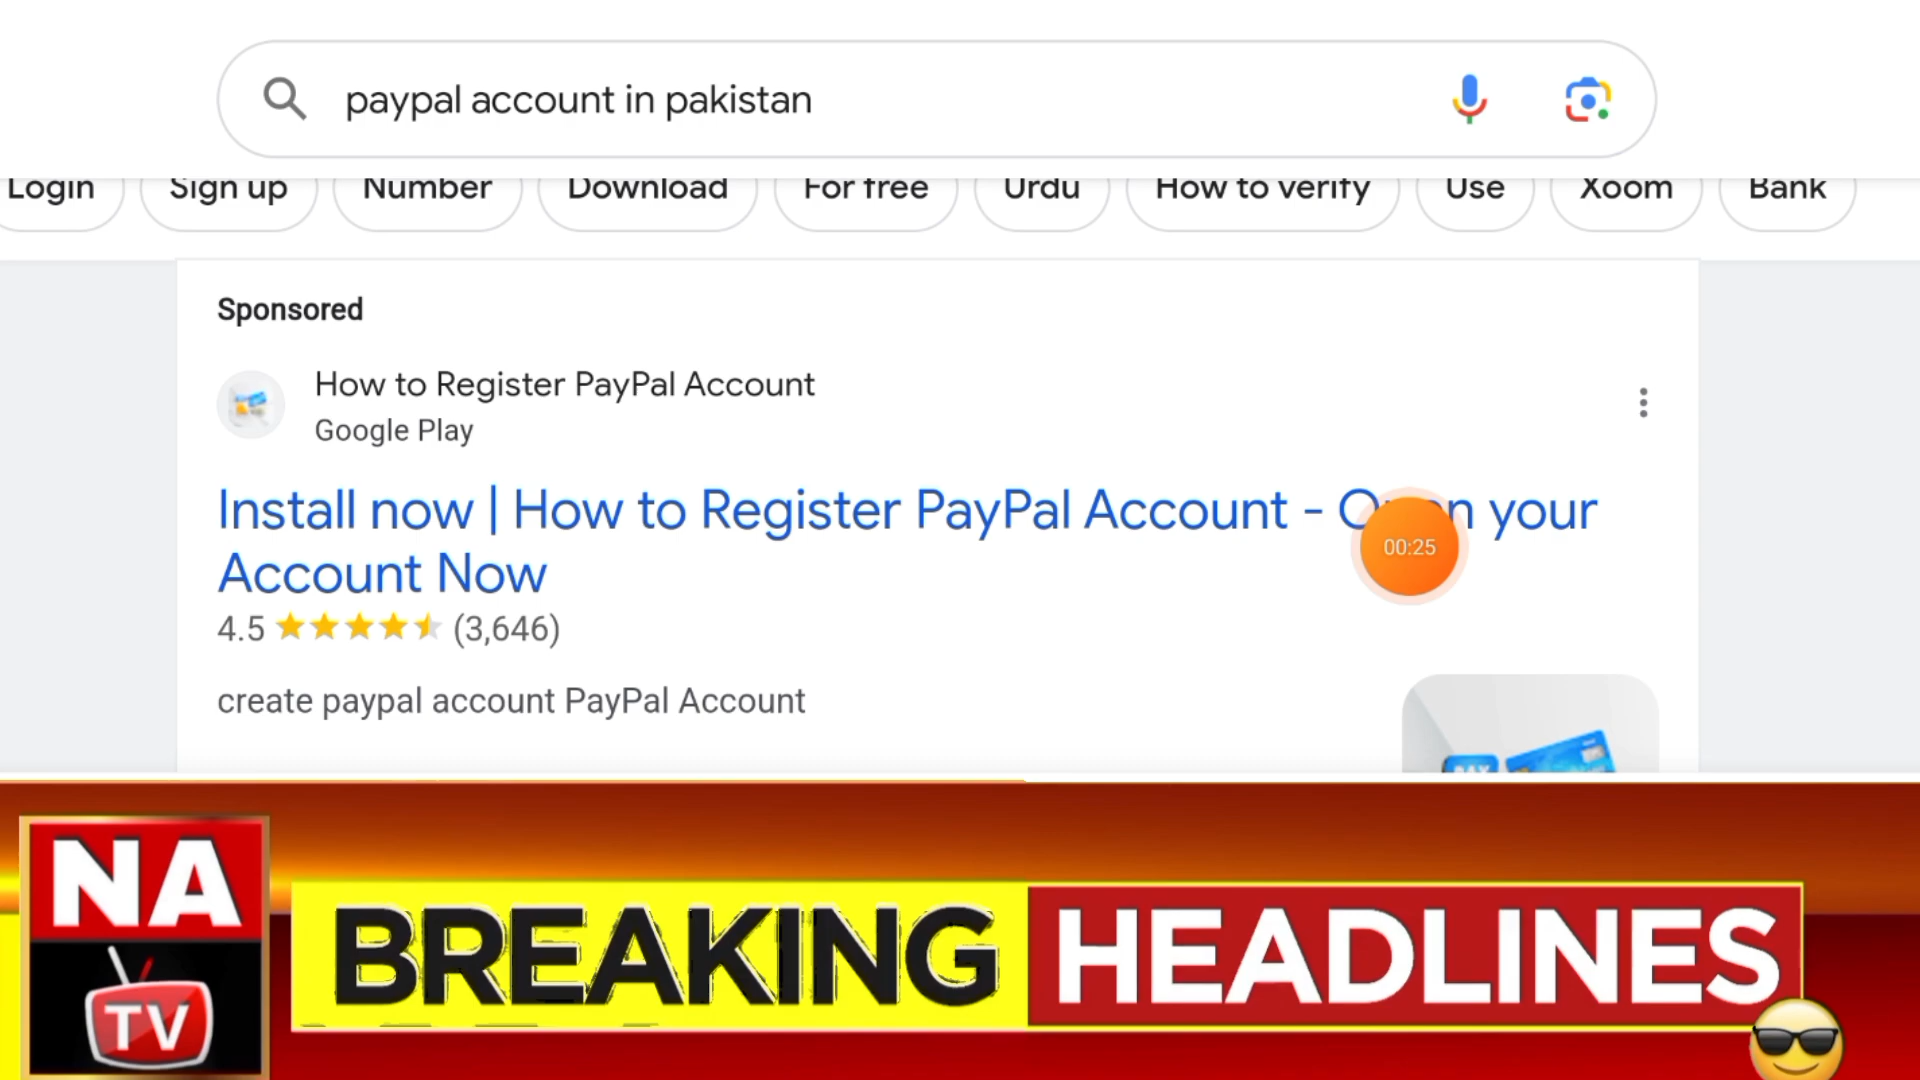 paypal account in pakistan
Login Sign up Number Download For free Urdu How to verify Use Xoom Bank
Sponsored
How to Register PayPal Account
Google Play
Install now | How to Register PayPal Account - Open your
00:25
Account Now
4.5 (3,646)
create paypal account PayPal Account
PAY
NA
BREAKING HEADLINES
TV